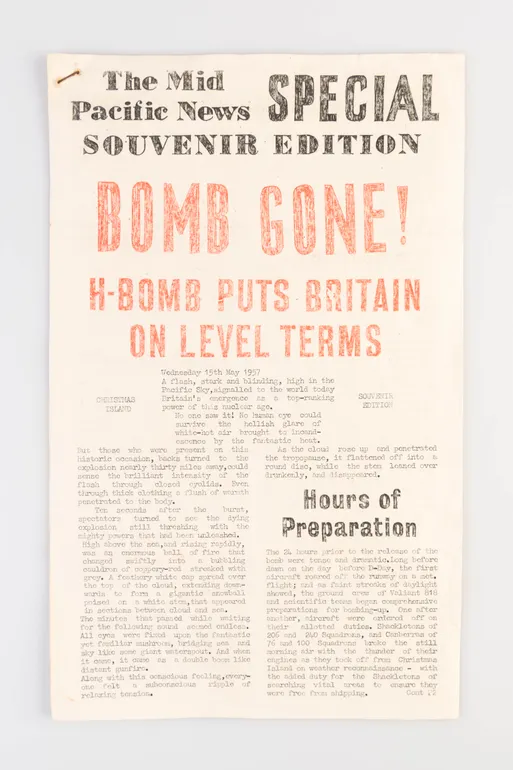 The Mid
Pacific News SPECIAL
SOUVENIR EDITION
BOMB GONE!
H-BOMB PUTS BRITAIN
ON LEVEL TERMS
Wednesday 15th May 1957
A flash, stark and blinding, high in the
Pacific Sky, signalled to the world today
Britain's emergence as a top-ranking
power of this nuclear age.
No one saw it! No human eye could
survive the hellish glare of
white-hot air brought to incand-
escence by the fantastic heat.
CHRISTMAS
ISLAND
SOUVENIR
EDITION
But those who were present on this
historic occasion, backs turned to the
explosion nearly thirty miles away, could
sense the brilliant intensity of the
flash through closed eyelids. Even
through thick clothing a flush of warmth
penetrated to the body.
Ten seconds after the burst,
spectators turned to see the dying
explosion still threshing with the
mighty powers that had been unleashed.
High above the sea, and rising rapidly,
was an enormous ball of fire that
changed swiftly into a bubbling
cauldron of coppery-red streaked with
grey. A feathery white cap spread over
the top of the cloud, extending down-
wards to form a gigantic snowball
poised on a white stem, that appeared
in sections between cloud and sea.
The minutes that passed while waiting
for the following sound seemed endless.
All eyes were fixed upon the fantastic
yet familiar mushroom, bridging sea and
sky like some giant waterspout. And when
it came, it came as a double boom like
distant gunfire.
Along with this conscious feeling, every-
one felt a subconscious ripple of
relaxing tension.
As the cloud rose up and penetrated
the tropopause, it flattened off into a
round disc, while the stem leaned over
drunkenly, and disappeared.
Hours of
Preparation
The 24 hours prior to the release of the
bomb were tense and dramatic. Long before
dawn on the day before D-Day, the first
aircraft roared off the runway on a met.
flight; and as faint streaks of daylight
showed, the ground crew of Valiant 818
and scientific teams began comprehensive
preparations for bombing-up. One after
another, aircraft were ordered off on
their allotted duties. Shackletons of
206 and 240 Squadrons, and Canberras of
76 and 100 Squadrons broke the still
morning air with the thunder of their
engines as they took off from Christmas
Island on weather reconnaissance - with
the added duty for the Shackletons of
searching vital areas to ensure they
were free from shipping. Cont